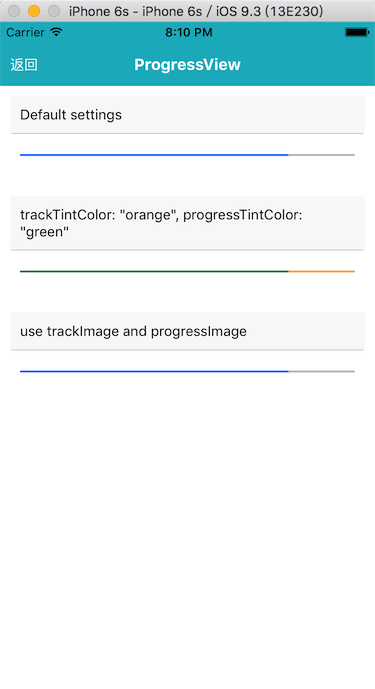 iPhone 6s - iPhone 6s / iOS 9.3 (13E230)
Carrier 8:10 PM
返回 ProgressView
Default settings
trackTintColor: "orange", progressTintColor:
"green"
use trackImage and progressImage